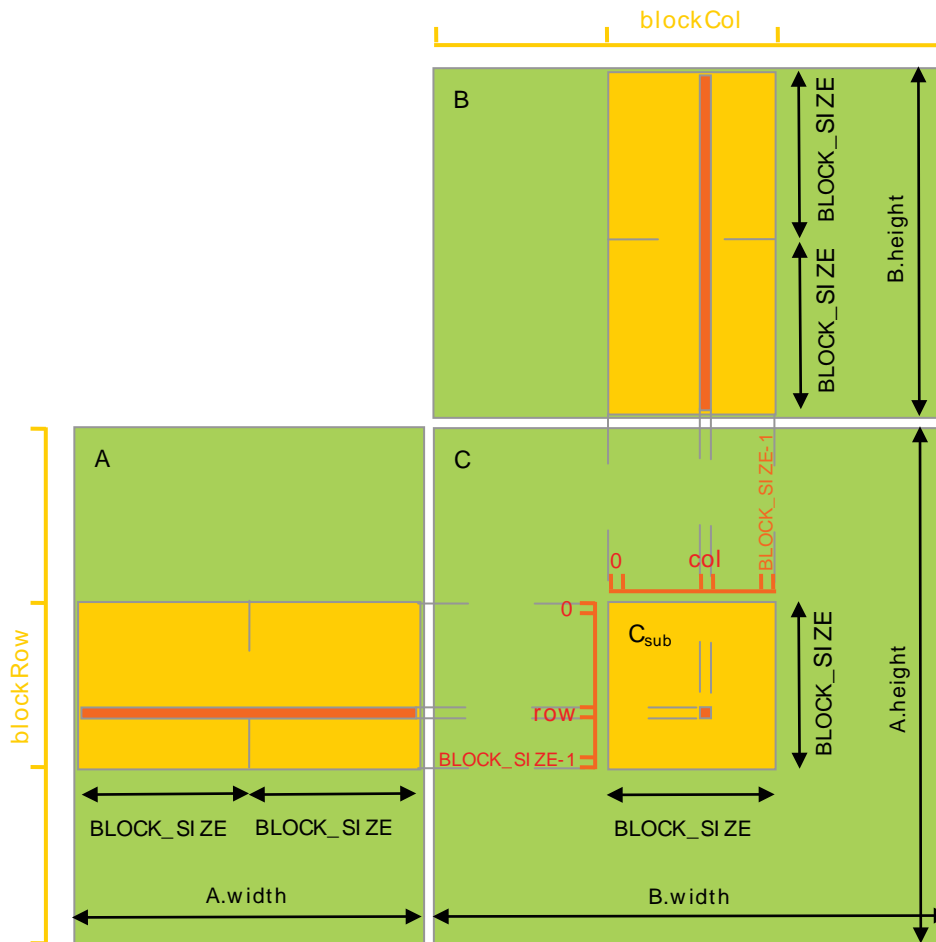 blockCol
B
BLOCK_SIZE
B.height
BLOCK_SIZE
A
C
BLOCK_SIZE-1
0
col
0
blockRow
Csub
BLOCK_SIZE
A.height
row
BLOCK_SIZE-1
BLOCK_SIZE
BLOCK_SIZE
BLOCK_SIZE
A.width
B.width